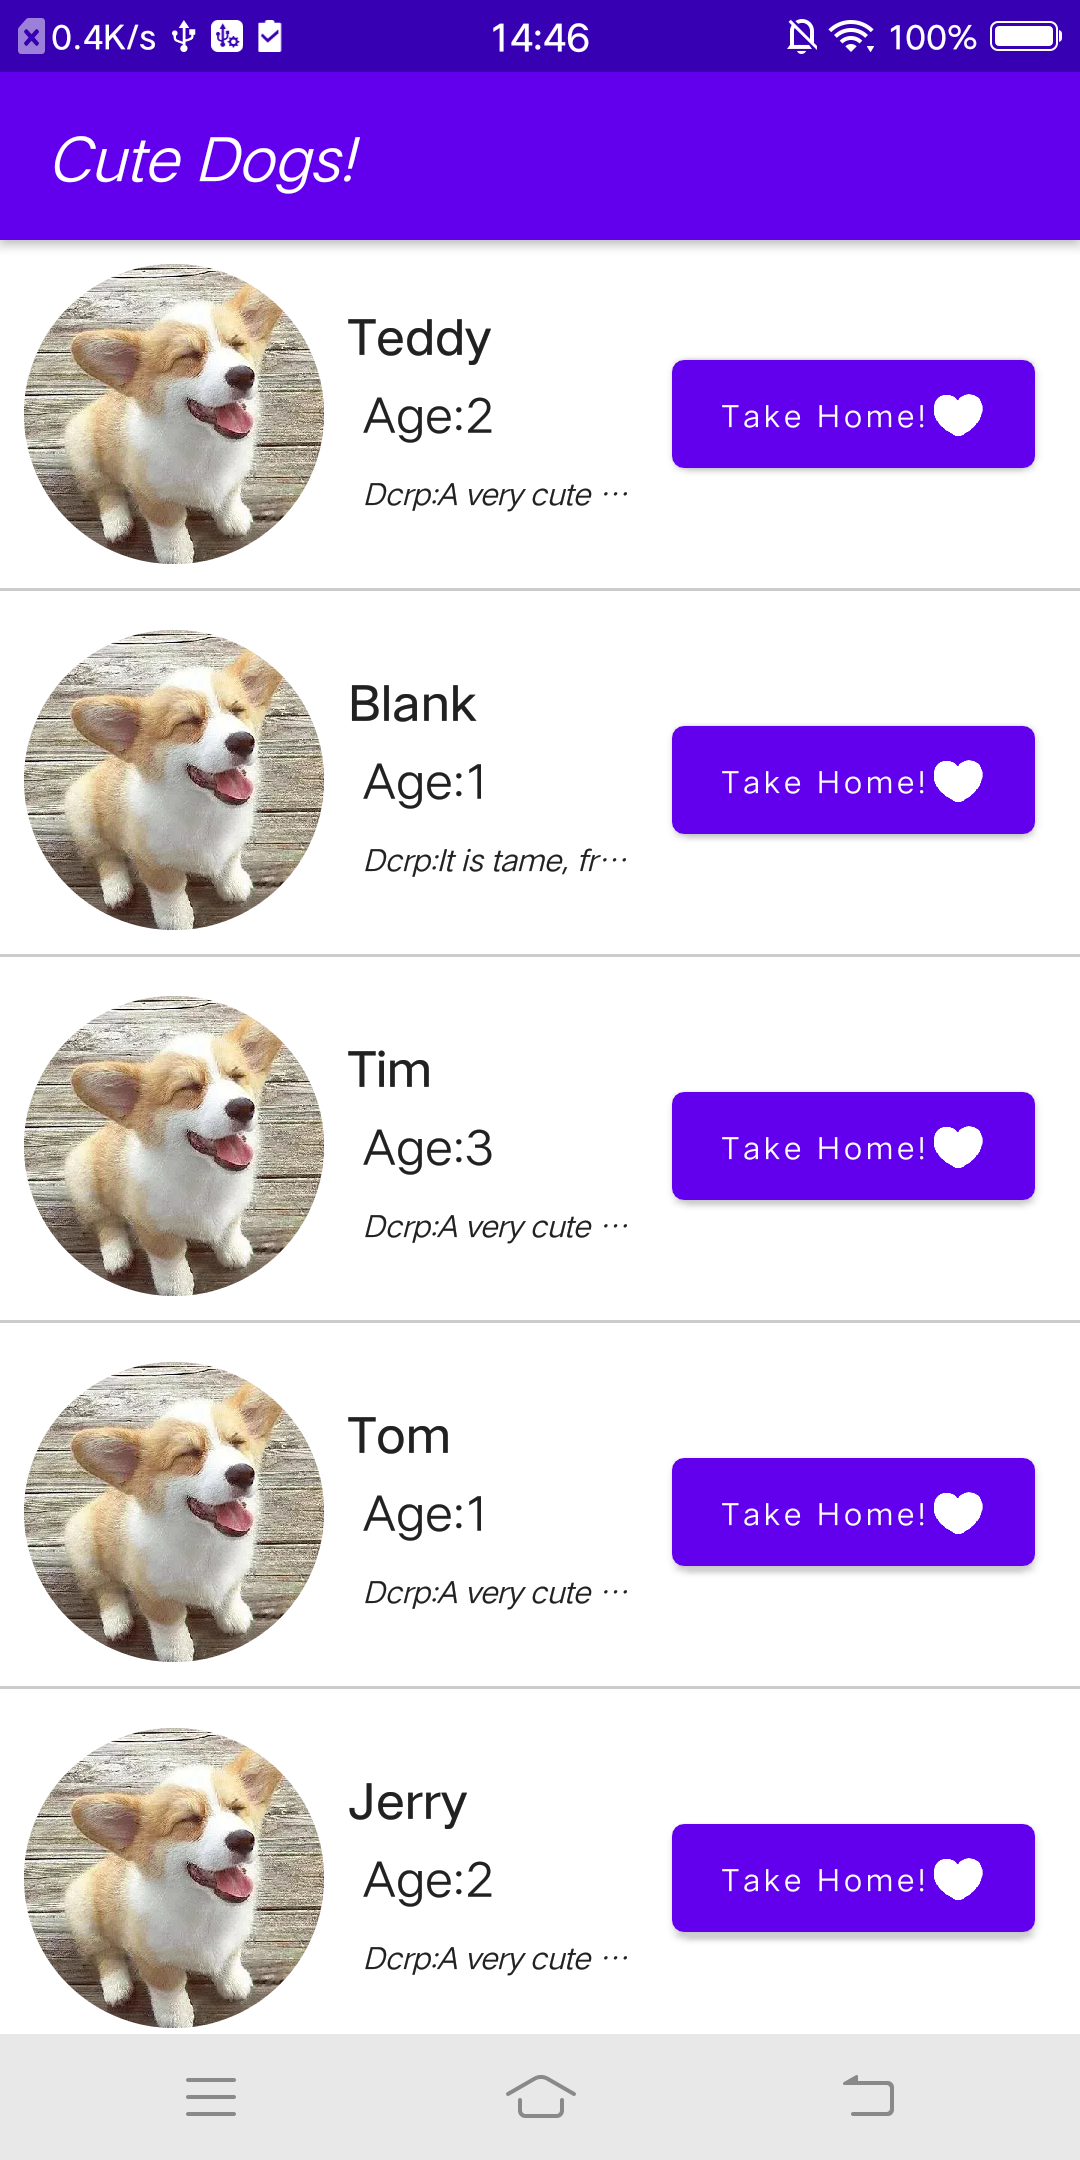 0.4K/s 14:46 100%
Cute Dogs!
Teddy
Age:2
Dcrp:A very cute ···
Take Home!
Blank
Age:1
Dcrp:It is tame, fr···
Take Home!
Tim
Age:3
Dcrp:A very cute ···
Take Home!
Tom
Age:1
Dcrp:A very cute ···
Take Home!
Jerry
Age:2
Dcrp:A very cute ···
Take Home!